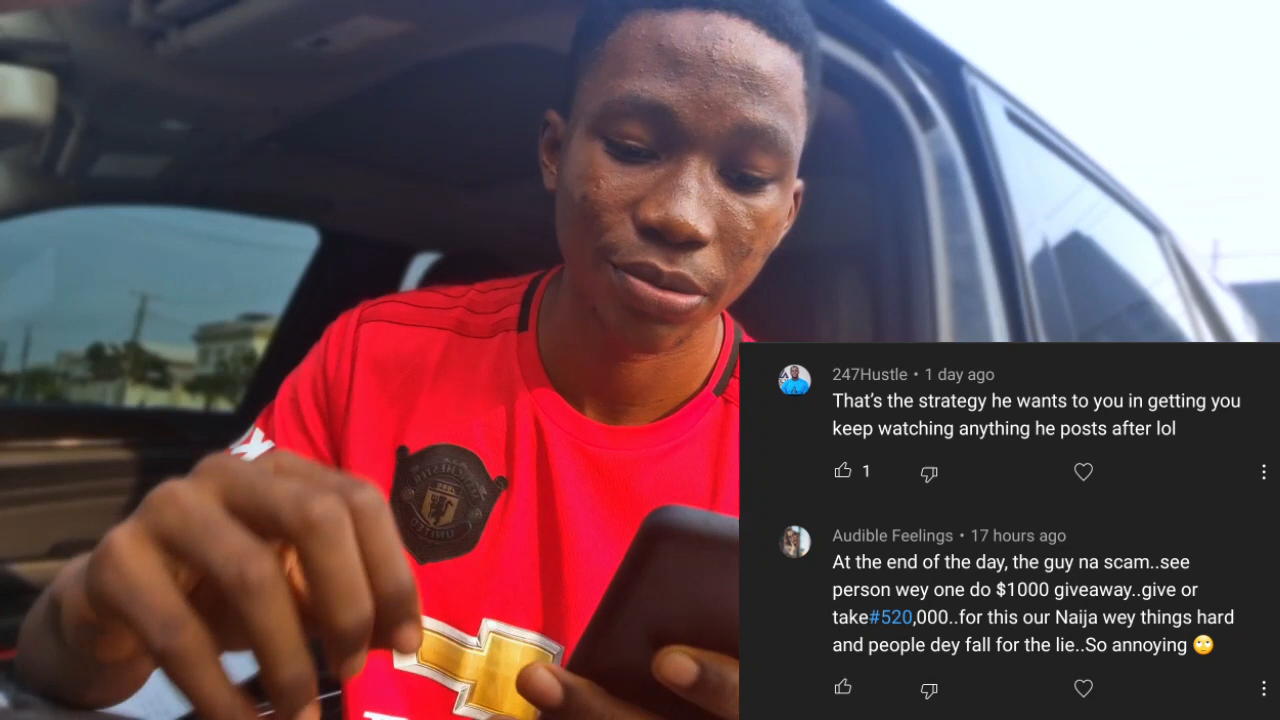 247Hustle • 1 day ago
That's the strategy he wants to you in getting you
keep watching anything he posts after lol
1
Audible Feelings • 17 hours ago
At the end of the day, the guy na scam..see
person wey one do $1000 giveaway..give or
take#520,000..for this our Naija wey things hard
and people dey fall for the lie..So annoying 🙄
MANCHESTER
UNITED